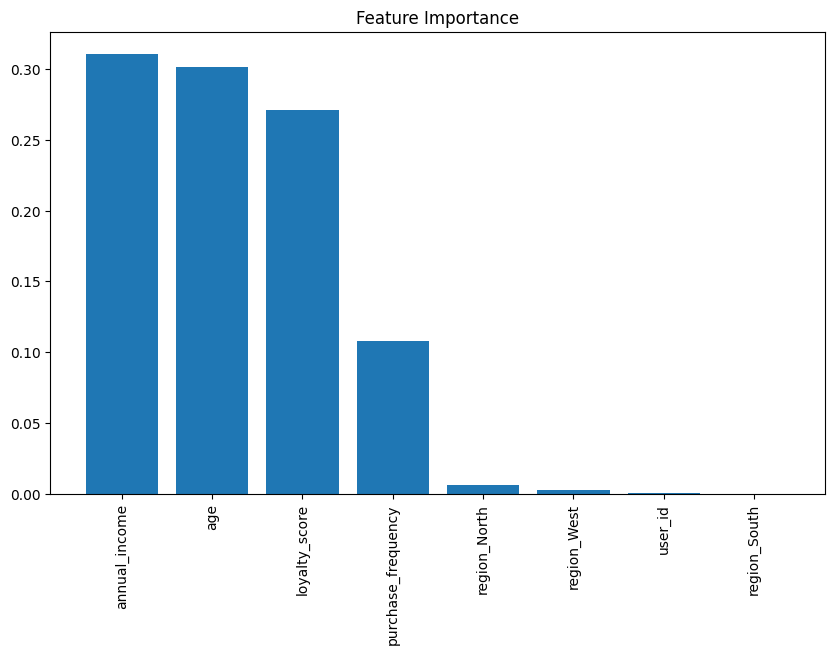 Feature Importance
0.30
0.25
0.20
0.15
0.10
0.05
0.00
annual_income
age
loyalty_score
purchase_frequency
region_North
region_West
user_id
region_South